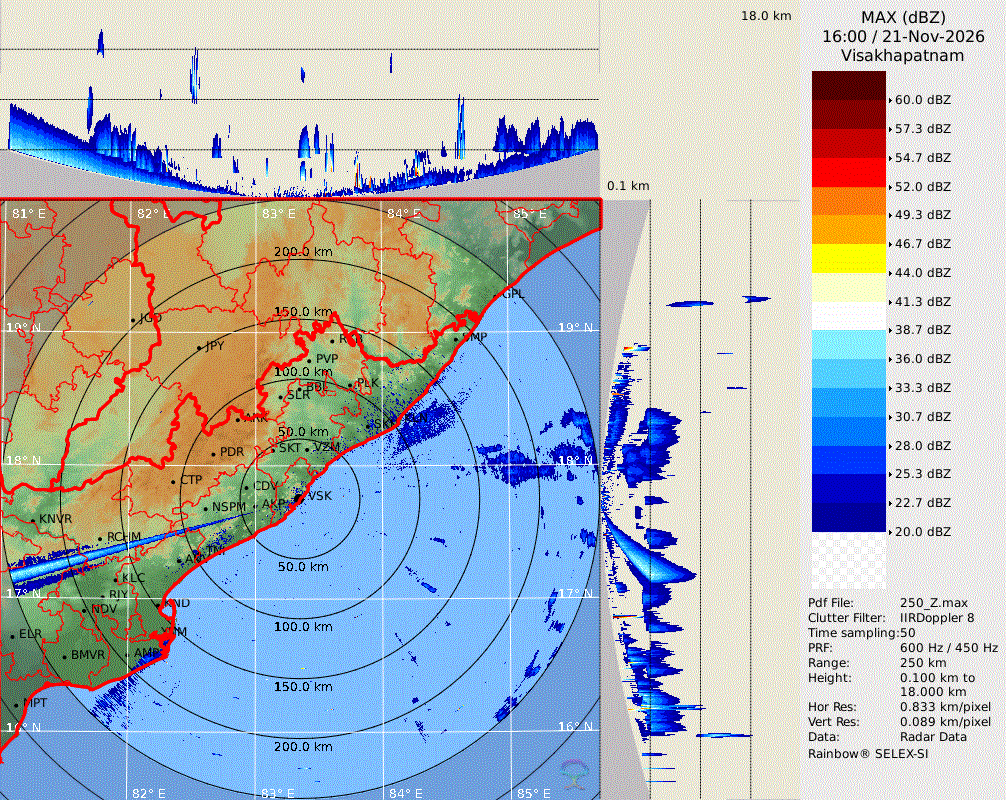 18.0 km
0.1 km
MAX (dBZ)
16:00 / 21-Nov-2026
Visakhapatnam
60.0 dBZ
57.3 dBZ
54.7 dBZ
52.0 dBZ
49.3 dBZ
46.7 dBZ
44.0 dBZ
41.3 dBZ
38.7 dBZ
36.0 dBZ
33.3 dBZ
30.7 dBZ
28.0 dBZ
25.3 dBZ
22.7 dBZ
20.0 dBZ
81° E
82° E
83° E
84° E
85° E
200.0 km
GPL
150.0 km
JGD
19° N
19° N
JPY
PVP
100.0 km
PLK
SLR
50.0 km
PDR
SKT
VZM
18° N
18° N
CTP
CDV
VSK
NSPM
KNVR
50.0 km
KLC
RJY
17° N
17° N
NDV
KND
100.0 km
ELR
BMVR
AMP
150.0 km
MPT
16° N
16° N
200.0 km
82° E
83° E
84° E
85° E
Pdf File: 250_Z.max
Clutter Filter: IIRDoppler 8
Time sampling:50
PRF: 600 Hz / 450 Hz
Range: 250 km
Height: 0.100 km to
18.000 km
Hor Res: 0.833 km/pixel
Vert Res: 0.089 km/pixel
Data: Radar Data
Rainbow® SELEX-SI